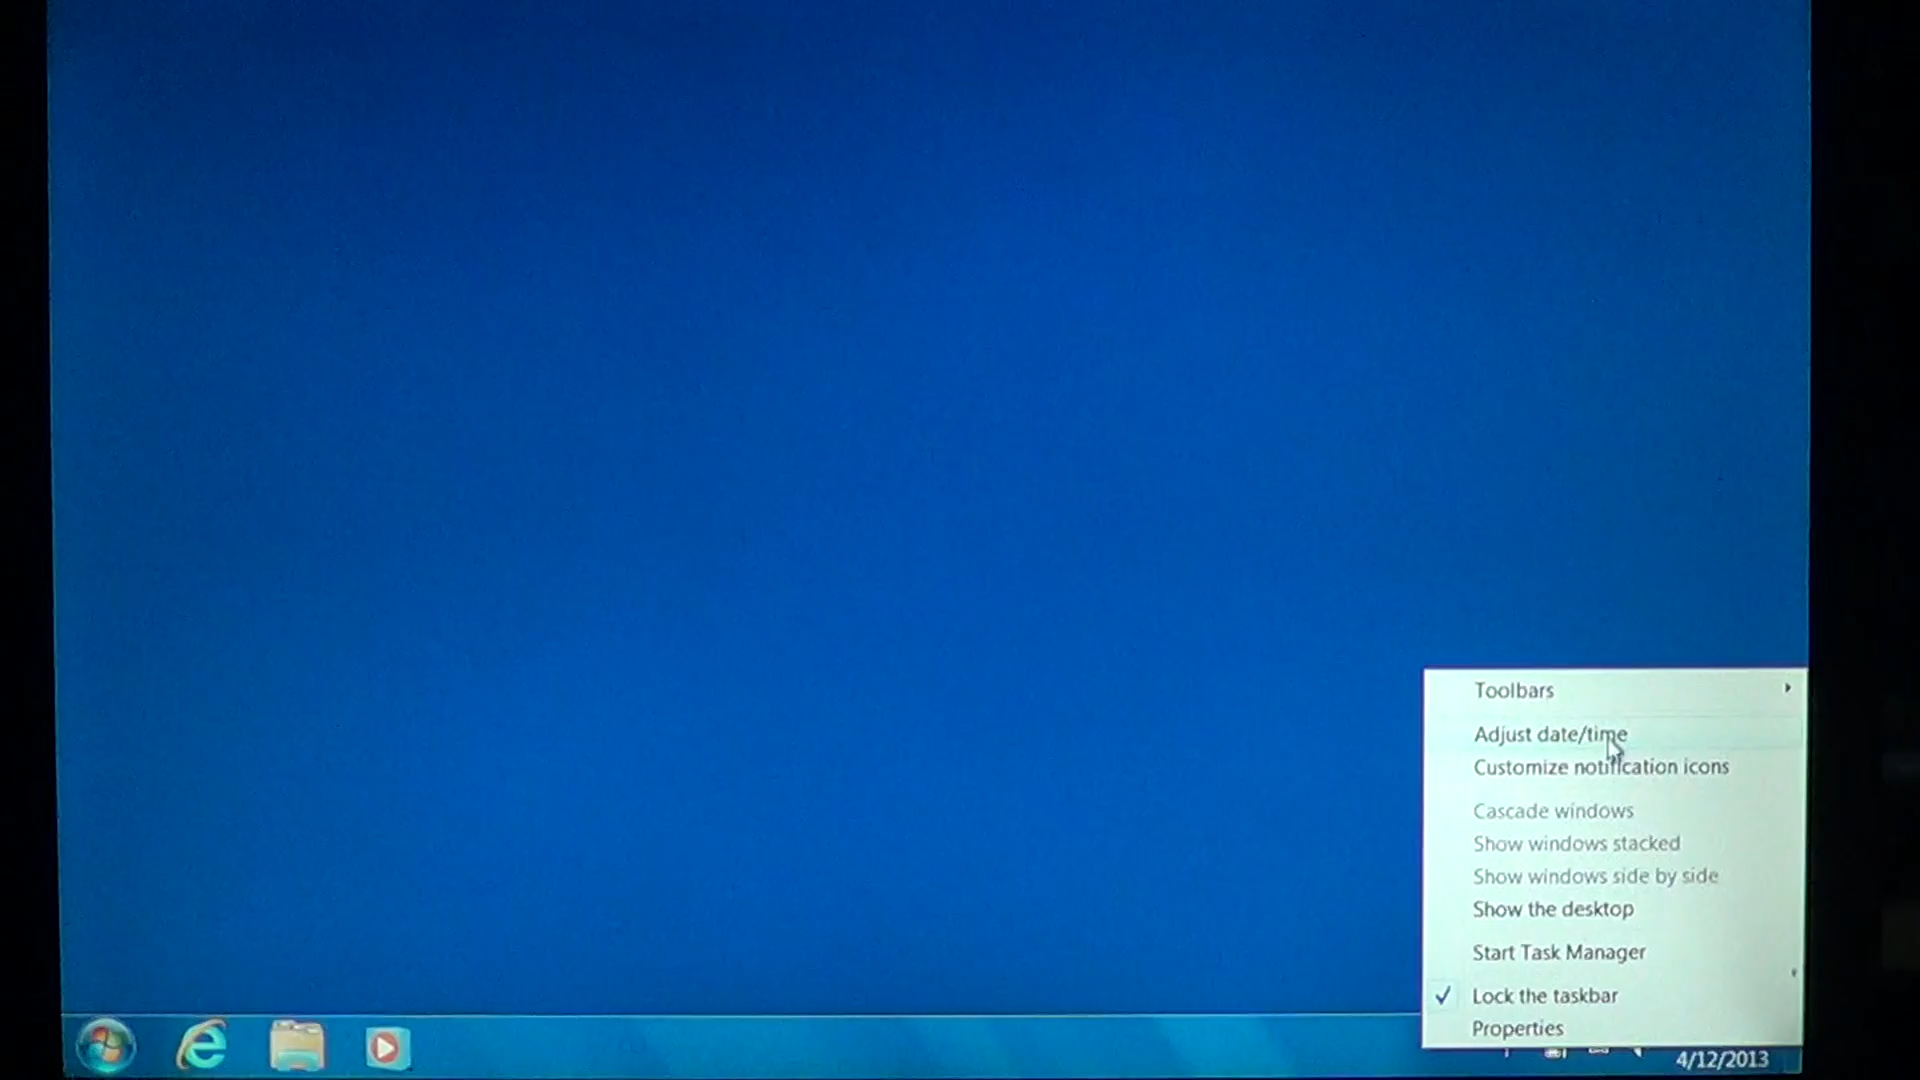 Toolbars
Adjust date/time
Customize notification icons
Cascade windows
Show windows stacked
Show windows side by side
Show the desktop
Start Task Manager
Lock the taskbar
Properties
4/12/2013